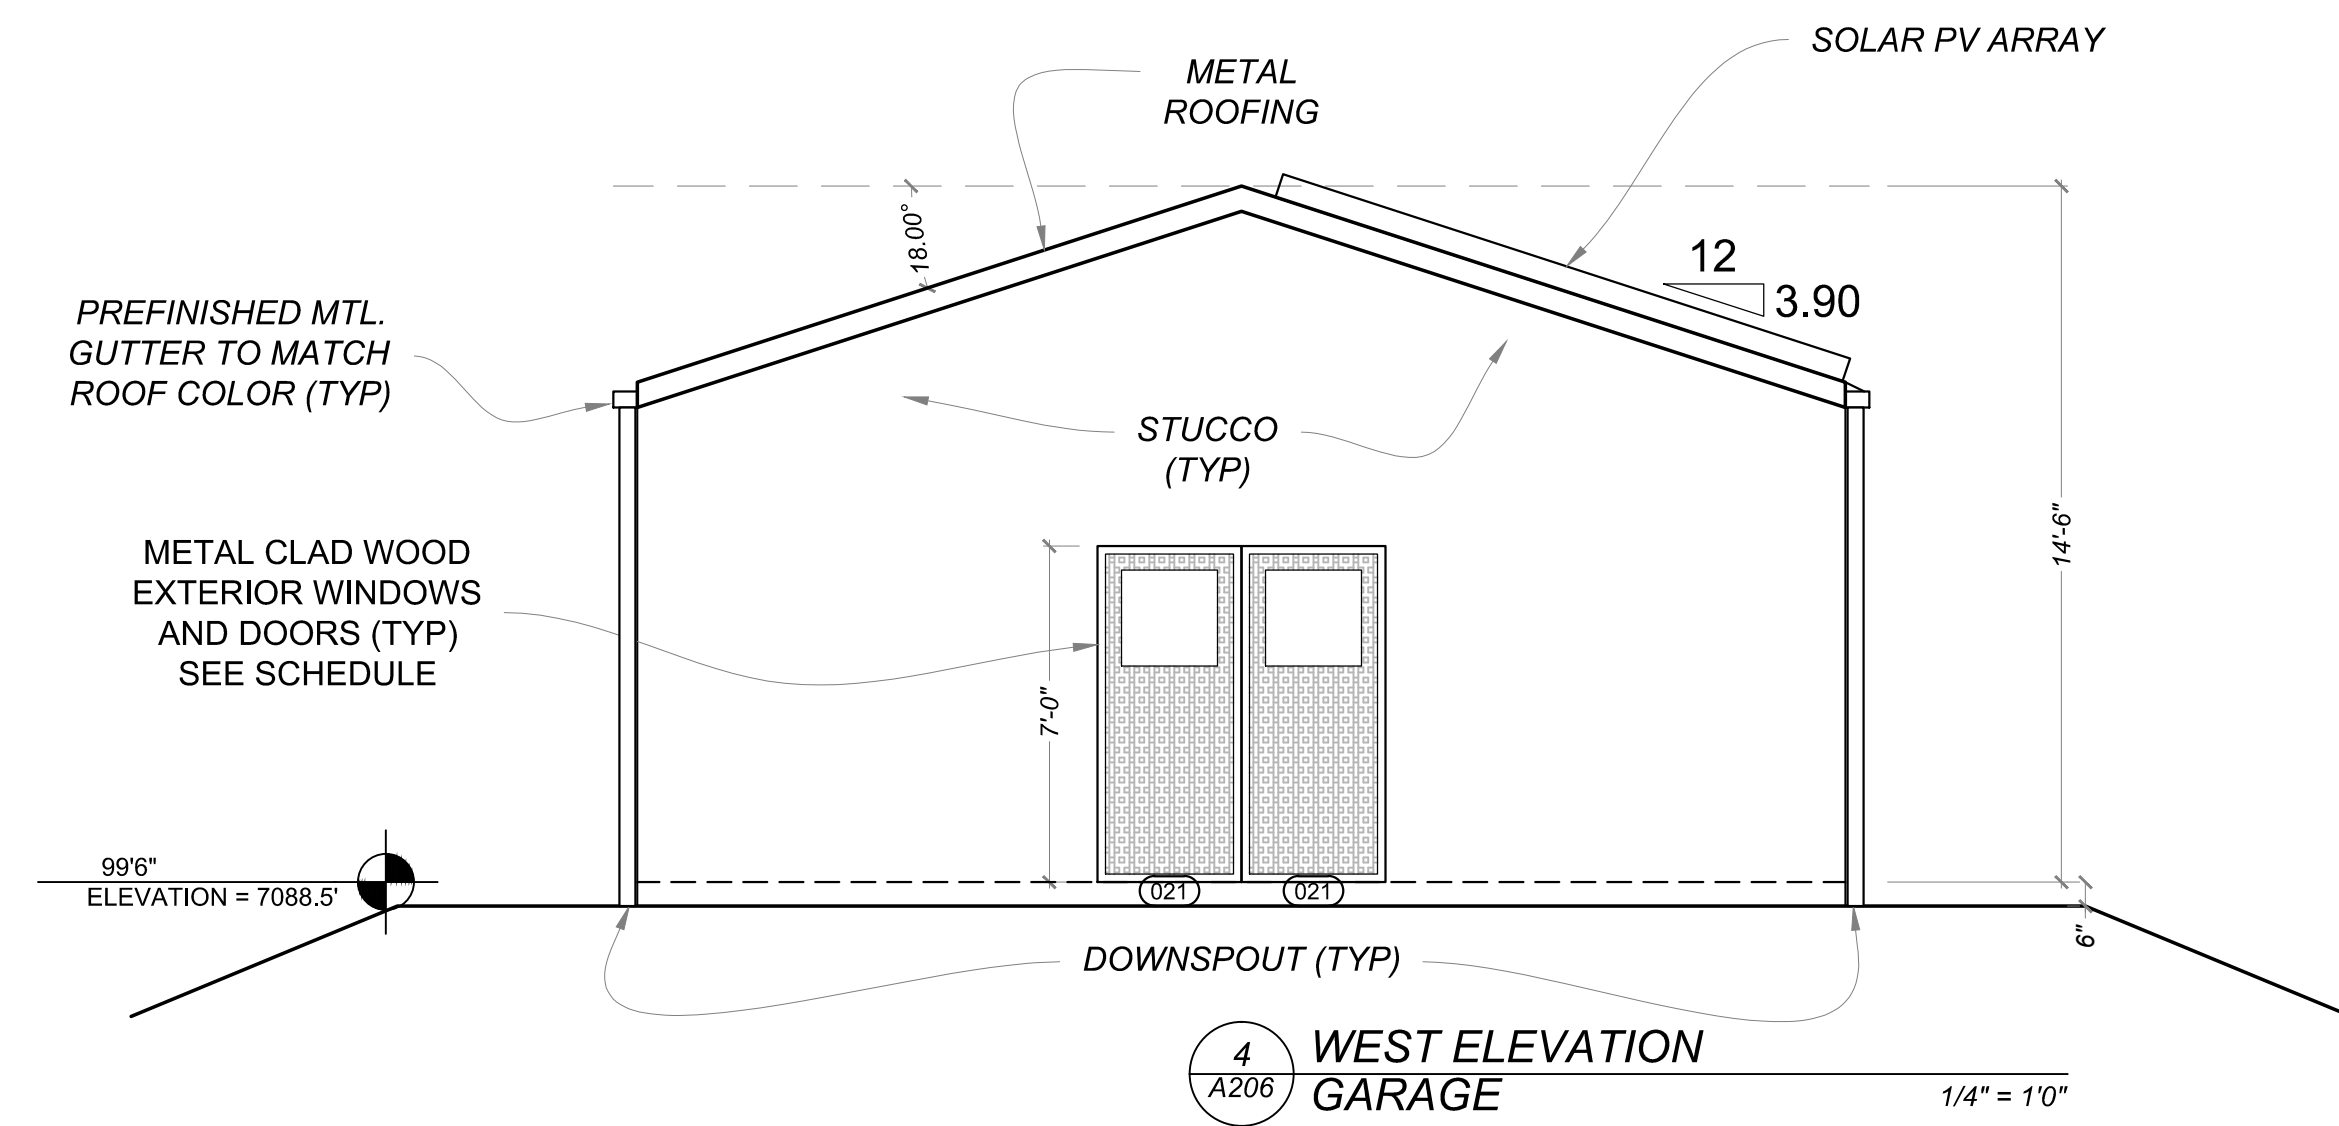 SOLAR PV ARRAY
METAL
ROOFING
18.00°
12
3.90
PREFINISHED MTL.
GUTTER TO MATCH
ROOF COLOR (TYP)
STUCCO
(TYP)
14'-6"
METAL CLAD WOOD
EXTERIOR WINDOWS
AND DOORS (TYP)
SEE SCHEDULE
7'-0"
99'6"
ELEVATION = 7088.5'
021
021
6"
DOWNSPOUT (TYP)
4
A206
WEST ELEVATION
GARAGE
1/4" = 1'0"